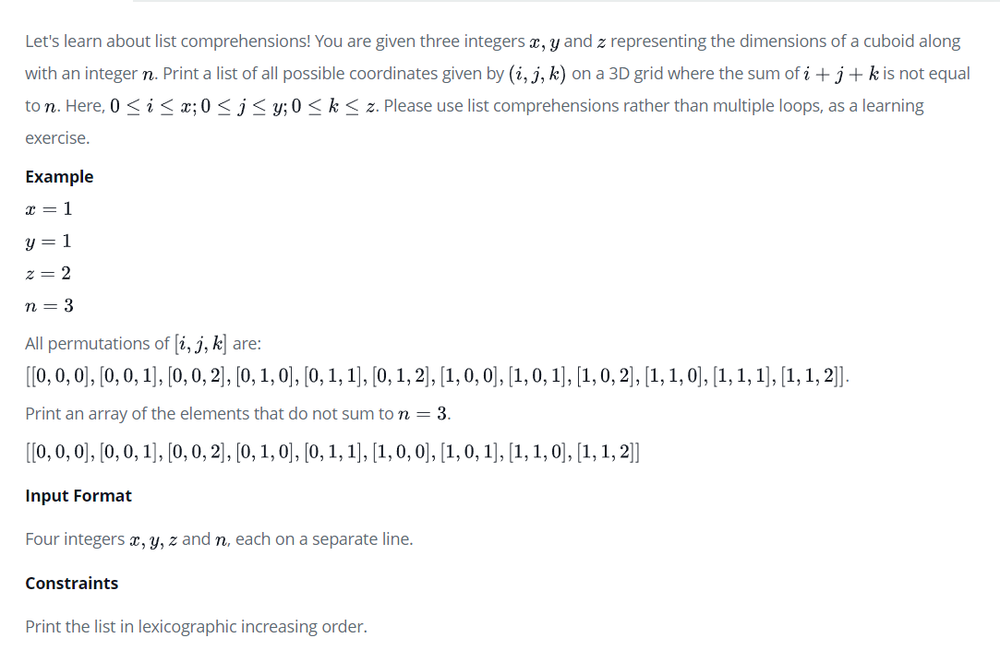 Let's learn about list comprehensions! You are given three integers x, y and z representing the dimensions of a cuboid along
with an integer n. Print a list of all possible coordinates given by (i, j, k) on a 3D grid where the sum of i + j + k is not equal
to n. Here, 0 ≤ i ≤ x; 0 ≤ j ≤ y; 0 ≤ k ≤ z. Please use list comprehensions rather than multiple loops, as a learning
exercise.
Example
x = 1
y = 1
z = 2
n = 3
All permutations of [i, j, k] are:
[[0, 0, 0], [0, 0, 1], [0, 0, 2], [0, 1, 0], [0, 1, 1], [0, 1, 2], [1, 0, 0], [1, 0, 1], [1, 0, 2], [1, 1, 0], [1, 1, 1], [1, 1, 2]].
Print an array of the elements that do not sum to n = 3.
[[0, 0, 0], [0, 0, 1], [0, 0, 2], [0, 1, 0], [0, 1, 1], [1, 0, 0], [1, 0, 1], [1, 1, 0], [1, 1, 2]]
Input Format
Four integers x, y, z and n, each on a separate line.
Constraints
Print the list in lexicographic increasing order.